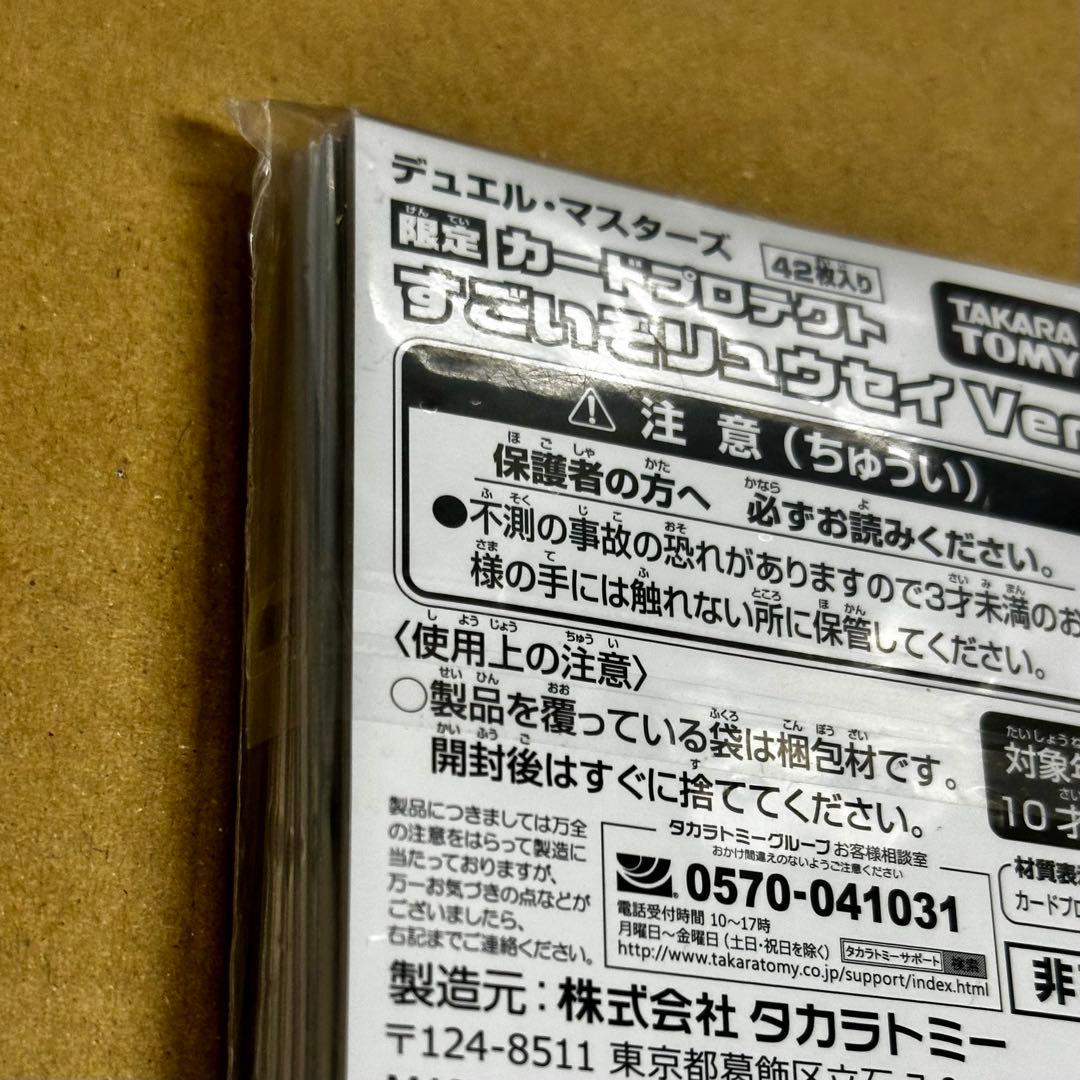 デュエル・マスターズ
限定 カードプロテクト 42枚入り
すごいぞリュウセイ Ver
TAKARA
TOMY
注意(ちゅうい)
保護者の方へ 必ずお読みください。
●不測の事故の恐れがありますので3才未満のお
様の手には触れない所に保管してください。
〈使用上の注意〉
○製品を覆っている袋は梱包材です。
開封後はすぐに捨ててください。
対象年
10才
製品につきましては万全
の注意をはらって製造に
当たっておりますが、
万一お気づきの点などが
ございましたら、
右記までご連絡ください。
タカラトミーグループ お客様相談室
おかけ間違えのないようご注意ください
0570-041031
電話受付時間 10〜17時
月曜日〜金曜日(土・祝日を除く) タカラトミーサポート 検索
http://www.takaratomy.co.jp/support/index.html
材質表
カードプロ
非
製造元:株式会社 タカラトミー
〒124-8511 東京都葛飾区立石